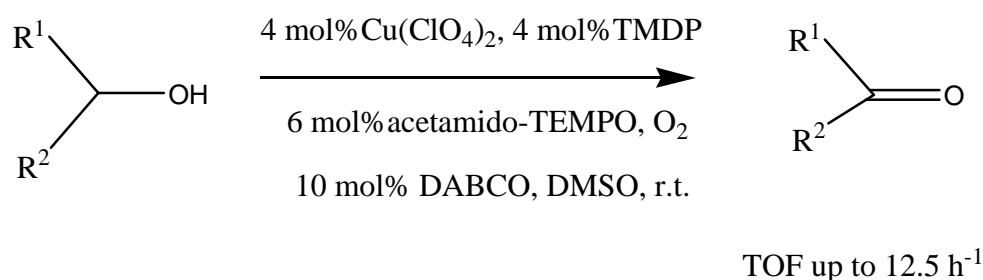 4 mol% Cu(ClO4)2, 4 mol% TMDP
R1
OH
R2
6 mol% acetamido-TEMPO, O2
10 mol% DABCO, DMSO, r.t.
R1
O
R2
TOF up to 12.5 h-1